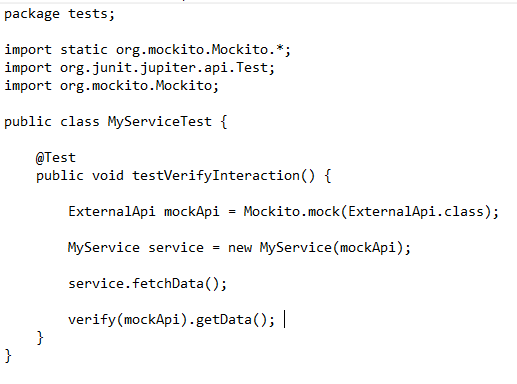 package tests;
import static org.mockito.Mockito.*;
import org.junit.jupiter.api.Test;
import org.mockito.Mockito;
public class MyServiceTest {
@Test
public void testVerifyInteraction() {
ExternalApi mockApi = Mockito.mock(ExternalApi.class);
MyService service = new MyService(mockApi);
service.fetchData();
verify(mockApi).getData();
}
}